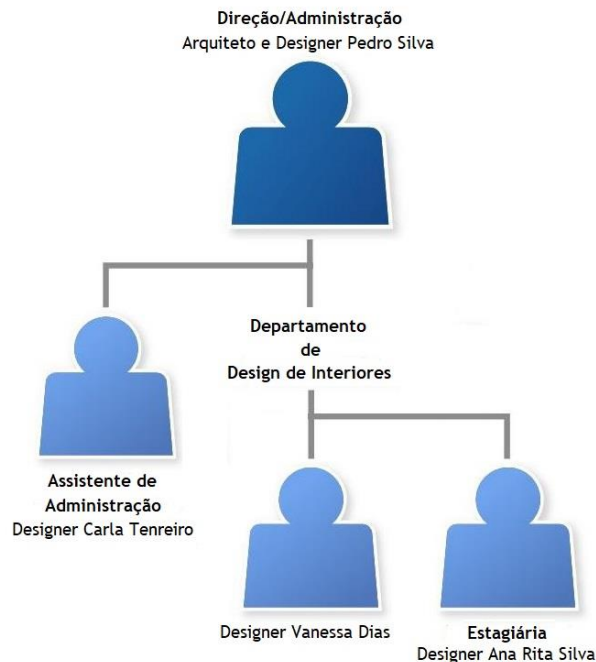 Direção/Administração
Arquiteto e Designer Pedro Silva
Departamento
de
Design de Interiores
Assistente de
Administração
Designer Carla Tenreiro
Designer Vanessa Dias
Estagiária
Designer Ana Rita Silva